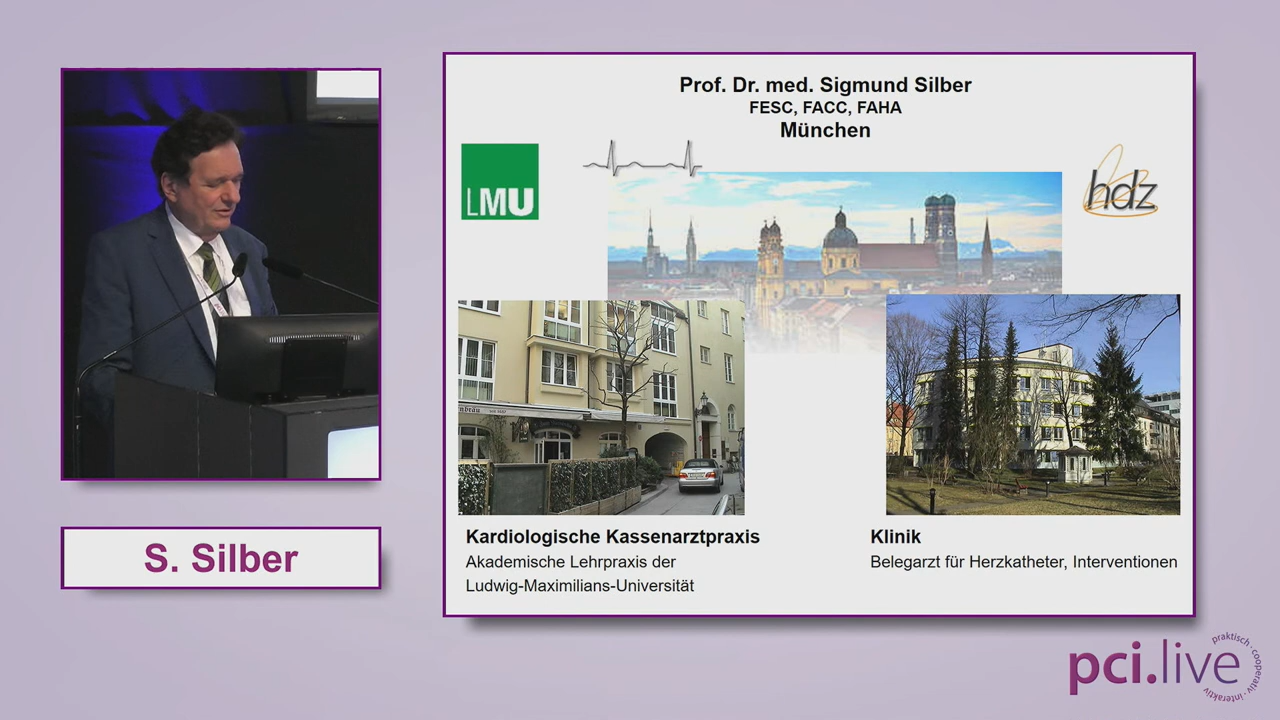 S. Silber
Prof. Dr. med. Sigmund Silber
FESC, FACC, FAHA
München
LMU
hdz
Kardiologische Kassenarztpraxis
Akademische Lehrpraxis der
Ludwig-Maximilians-Universität
Klinik
Belegarzt für Herzkatheter, Interventionen
pci.live
praktisch · cooperativ · interaktiv